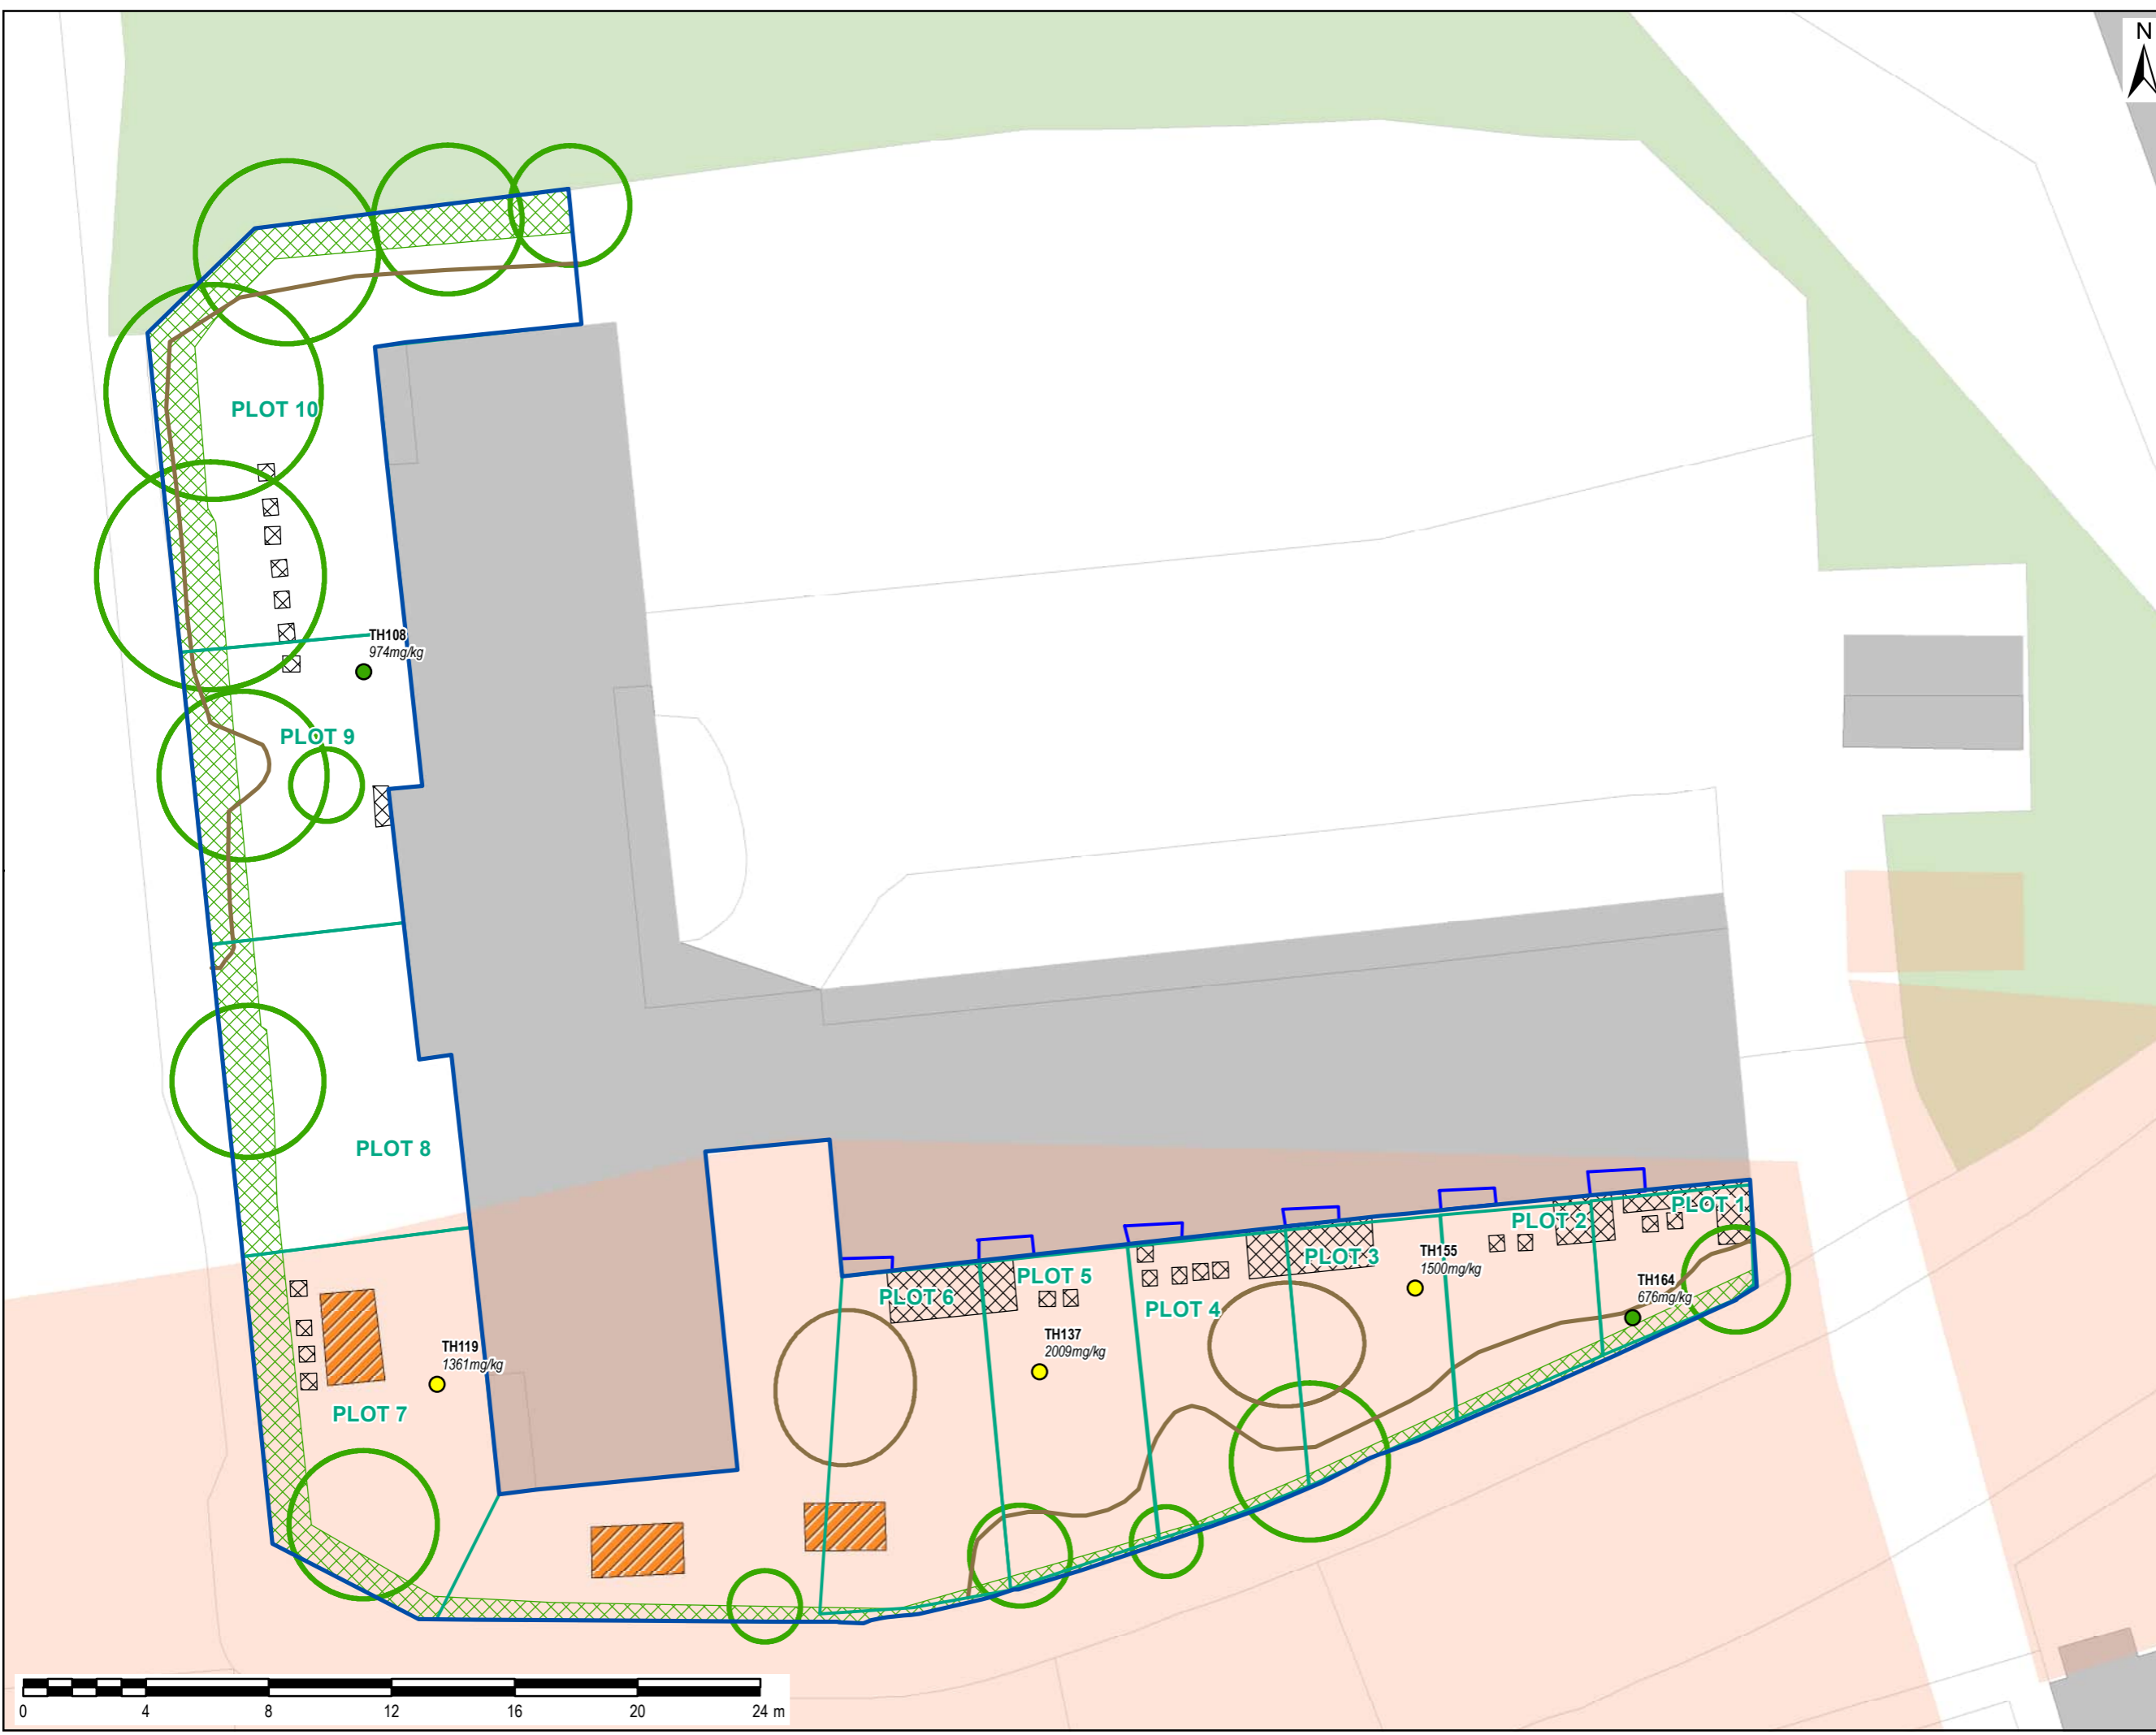 N
PLOT 10
TH108
974mg/kg
PLOT 9
PLOT 8
PLOT 1
PLOT 2
PLOT 3
TH155
1500mg/kg
PLOT 5
TH164
676mg/kg
PLOT 6
PLOT 4
TH137
2009mg/kg
TH119
1361mg/kg
PLOT 7
0 4 8 12 16 20 24 m